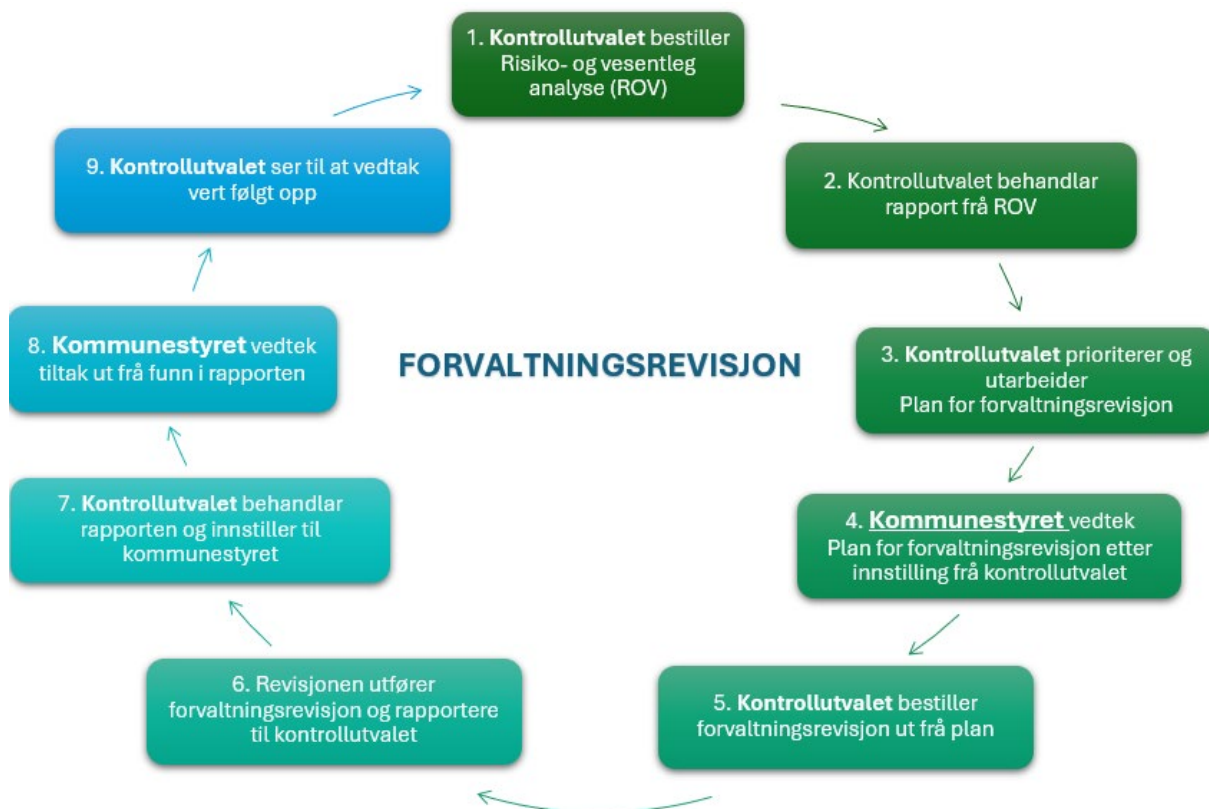 1. Kontrollutvalet bestiller
Risiko- og vesentleg
analyse (ROV)
2. Kontrollutvalet behandlar
rapport frå ROV
3. Kontrollutvalet prioriterer og
utarbeider
Plan for forvaltningsrevisjon
4. Kommunestyret vedtek
Plan for forvaltningsrevisjon etter
innstilling frå kontrollutvalet
5. Kontrollutvalet bestiller
forvaltningsrevisjon ut frå plan
6. Revisjonen utfører
forvaltningsrevisjon og rapportere
til kontrollutvalet
7. Kontrollutvalet behandlar
rapporten og innstiller til
kommunestyret
8. Kommunestyret vedtek
tiltak ut frå funn i rapporten
9. Kontrollutvalet ser til at vedtak
vert følgt opp
FORVALTNINGSREVISJON